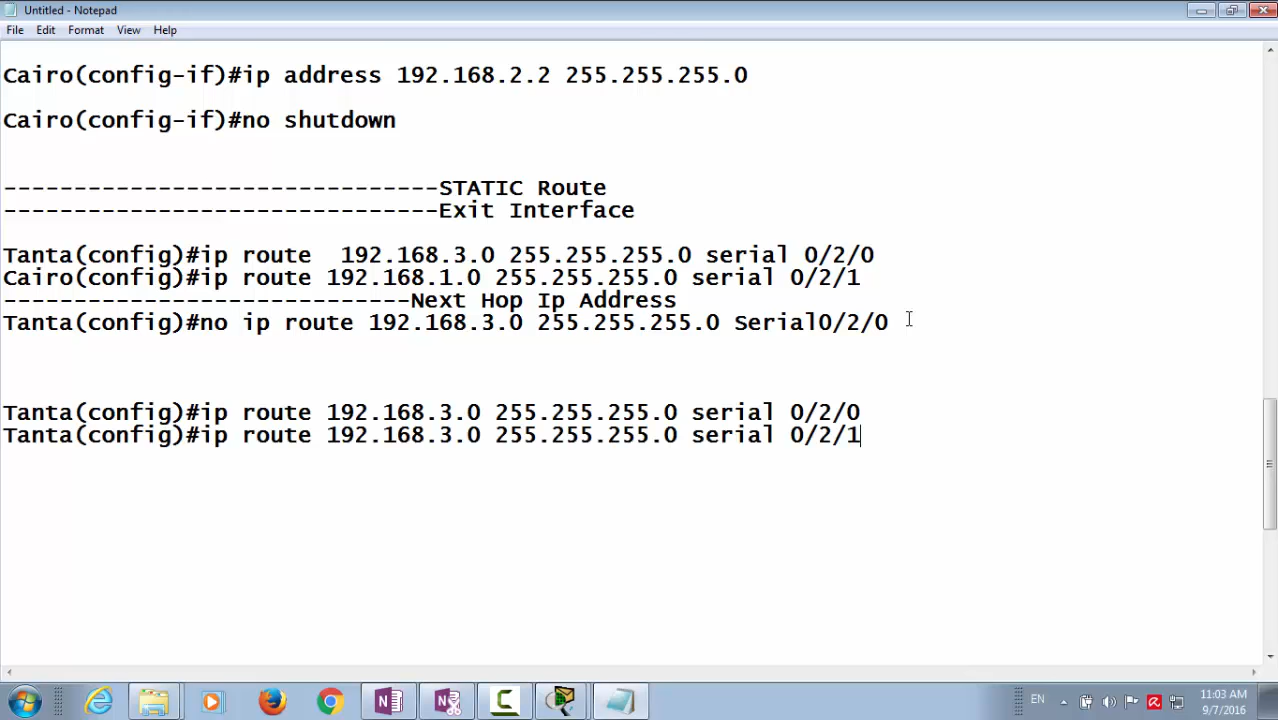 Untitled - Notepad
File Edit Format View Help
Cairo(config-if)#ip address 192.168.2.2 255.255.255.0
Cairo(config-if)#no shutdown
-------------------------------STATIC Route
-------------------------------Exit Interface
Tanta(config)#ip route  192.168.3.0 255.255.255.0 serial 0/2/0
Cairo(config)#ip route 192.168.1.0 255.255.255.0 serial 0/2/1
-----------------------------Next Hop Ip Address
Tanta(config)#no ip route 192.168.3.0 255.255.255.0 Serial0/2/0
Tanta(config)#ip route 192.168.3.0 255.255.255.0 serial 0/2/0
Tanta(config)#ip route 192.168.3.0 255.255.255.0 serial 0/2/1
EN
11:03 AM
9/7/2016